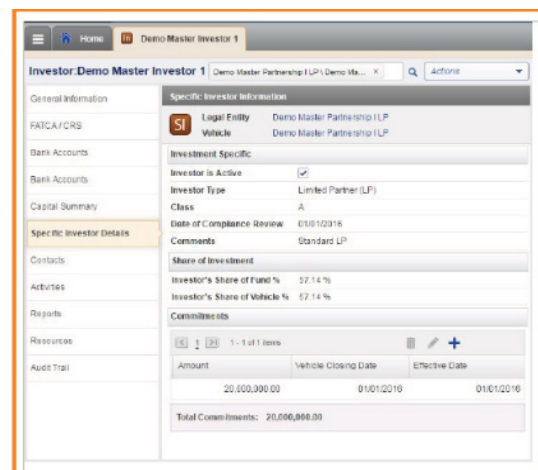 Home
Demo Master Investor 1
Investor:Demo Master Investor 1
Demo Master Partnership I LP \ Demo Ma... ×
Actions
General Information
FATCA / CRS
Bank Accounts
Bank Accounts
Capital Summary
Specific Investor Details
Contacts
Activities
Reports
Resources
Audit Trail
Specific Investor Information
SI
Legal Entity Demo Master Partnership I LP
Vehicle Demo Master Partnership I LP
Investment Specific
Investor is Active
Investor Type Limited Partner (LP)
Class A
Date of Compliance Review 01/01/2016
Comments Standard LP
Share of Investment
Investor's Share of Fund % 57.14 %
Investor's Share of Vehicle % 57.14 %
Commitments
1 1 - 1 of 1 items
Amount Vehicle Closing Date Effective Date
20,000,000.00 01/01/2016 01/01/2016
Total Commitments: 20,000,000.00